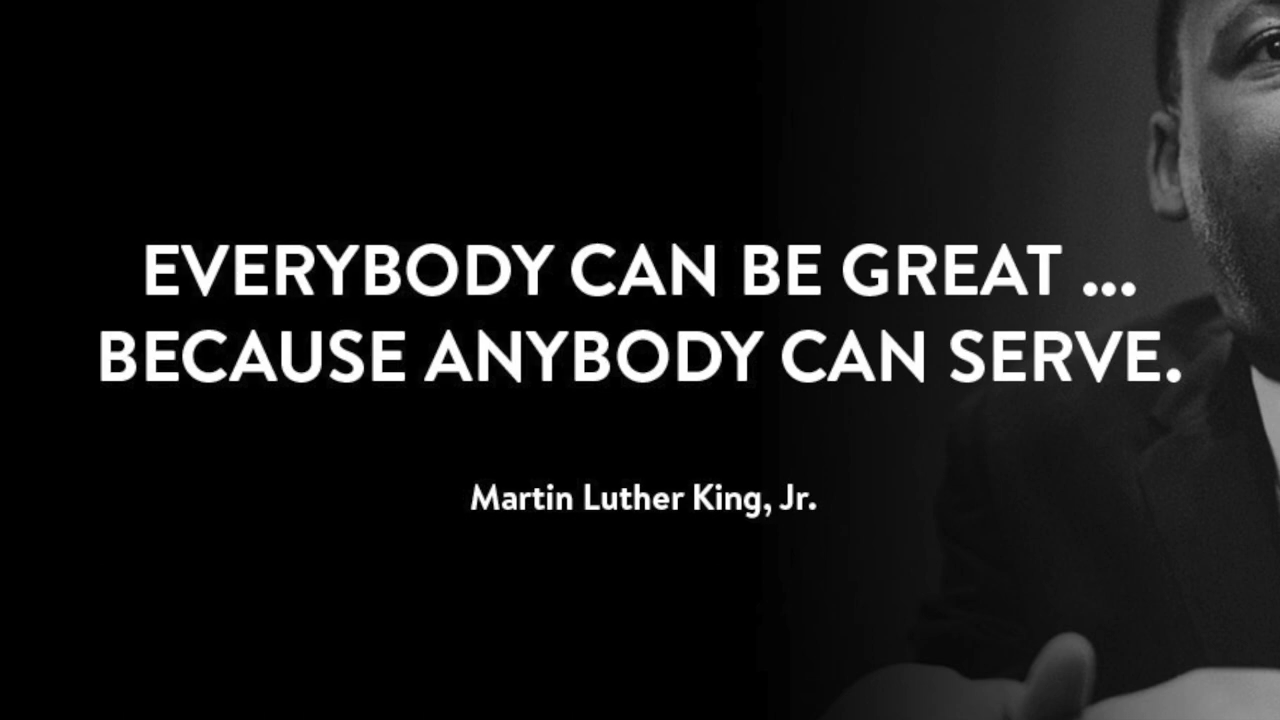 EVERYBODY CAN BE GREAT ...
BECAUSE ANYBODY CAN SERVE.
Martin Luther King, Jr.